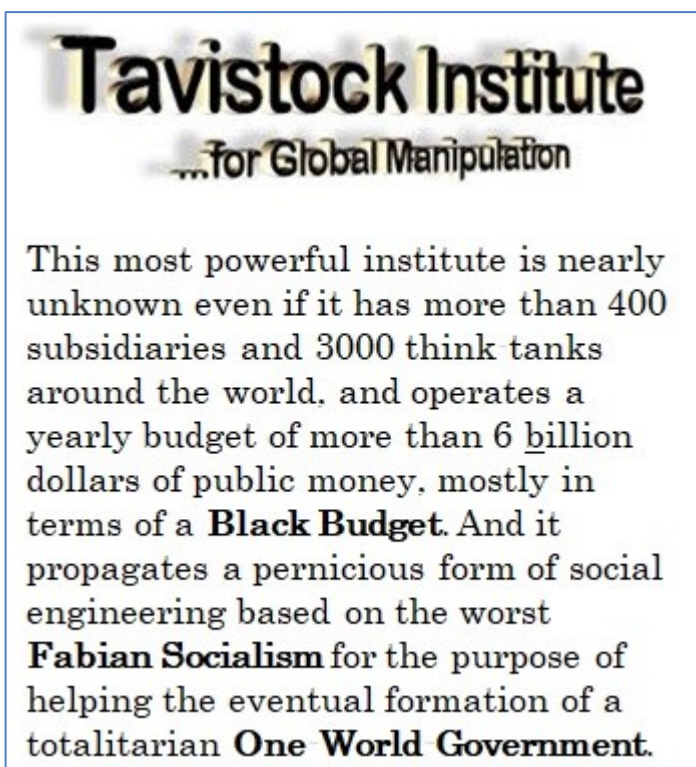 Tavistock Institute
....for Global Manipulation
This most powerful institute is nearly
unknown even if it has more than 400
subsidiaries and 3000 think tanks
around the world, and operates a
yearly budget of more than 6 billion
dollars of public money, mostly in
terms of a Black Budget. And it
propagates a pernicious form of social
engineering based on the worst
Fabian Socialism for the purpose of
helping the eventual formation of a
totalitarian One World Government.